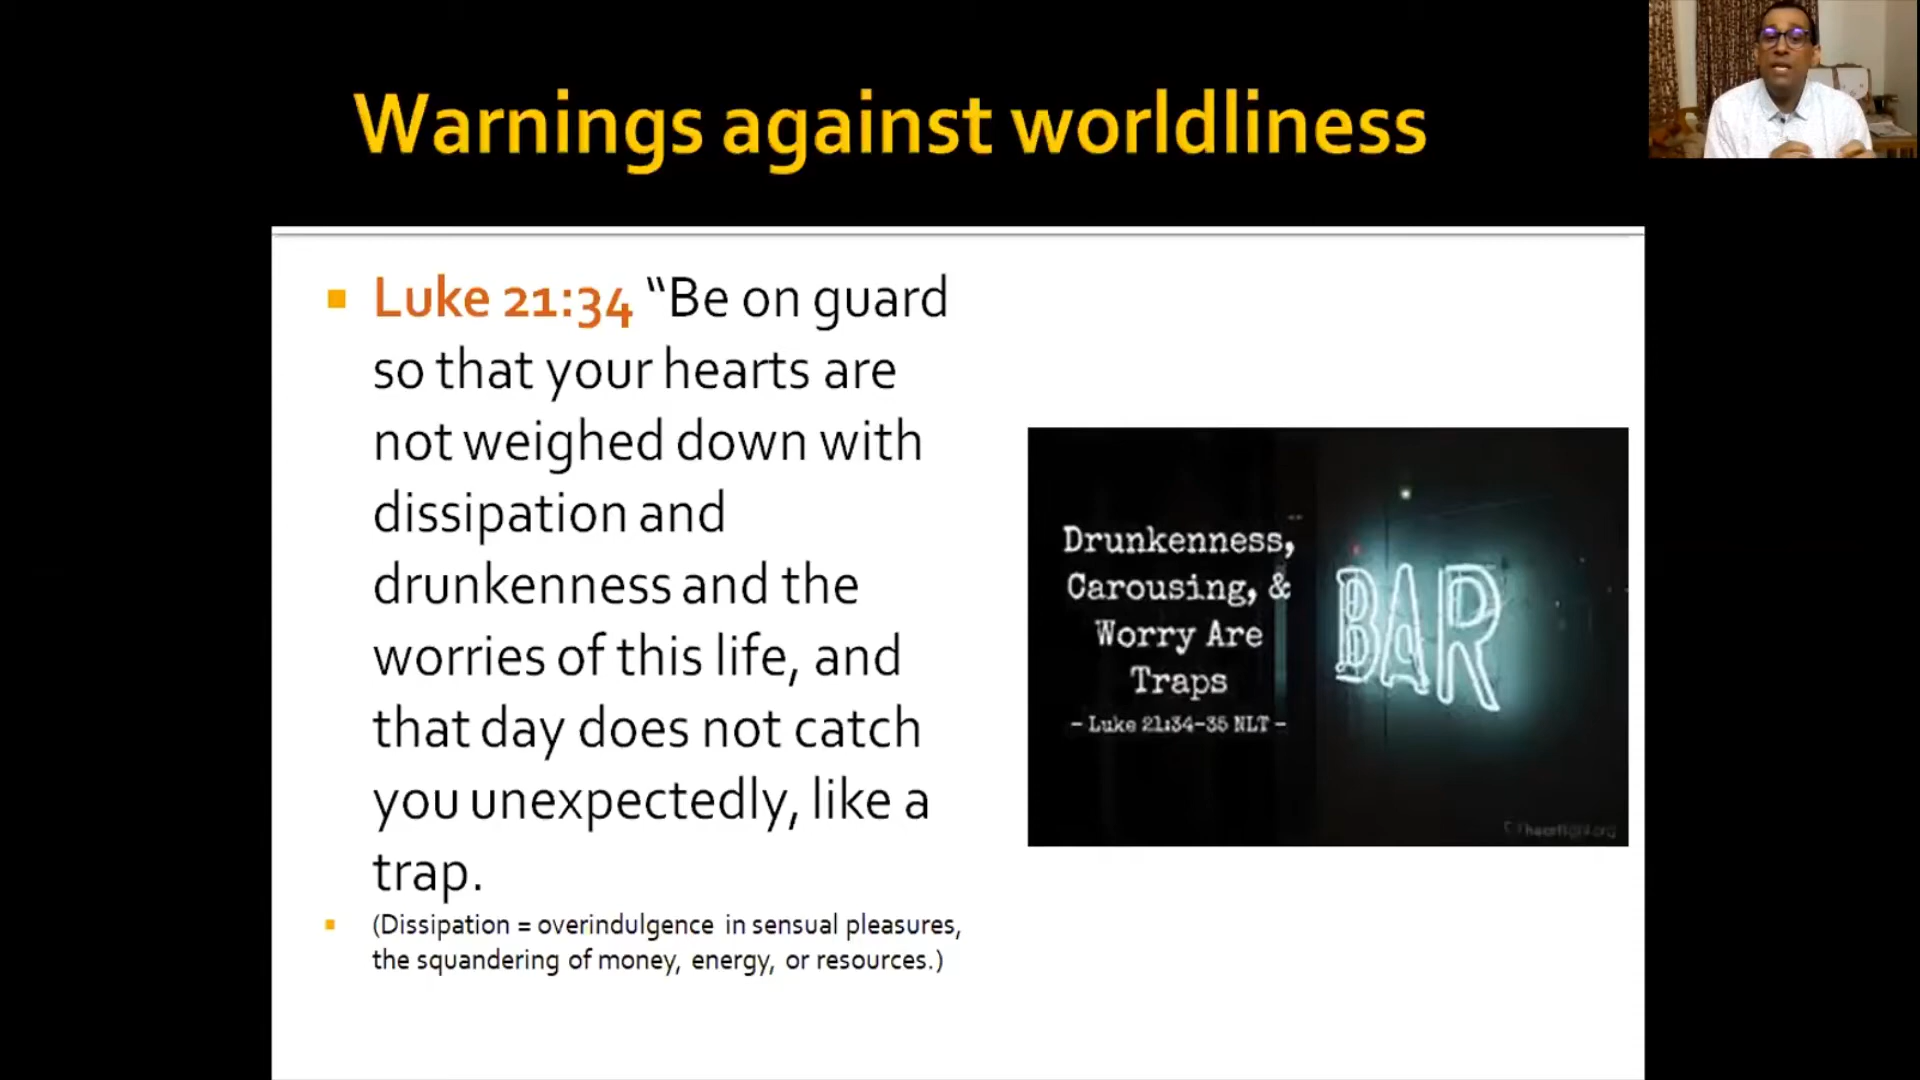 Warnings against worldliness
Luke 21:34 “Be on guard
so that your hearts are
not weighed down with
dissipation and
drunkenness and the
worries of this life, and
that day does not catch
you unexpectedly, like a
trap.
(Dissipation = overindulgence in sensual pleasures,
the squandering of money, energy, or resources.)
Drunkenness,
Carousing, &
Worry Are
Traps
- Luke 21:34-35 NLT -
BAR